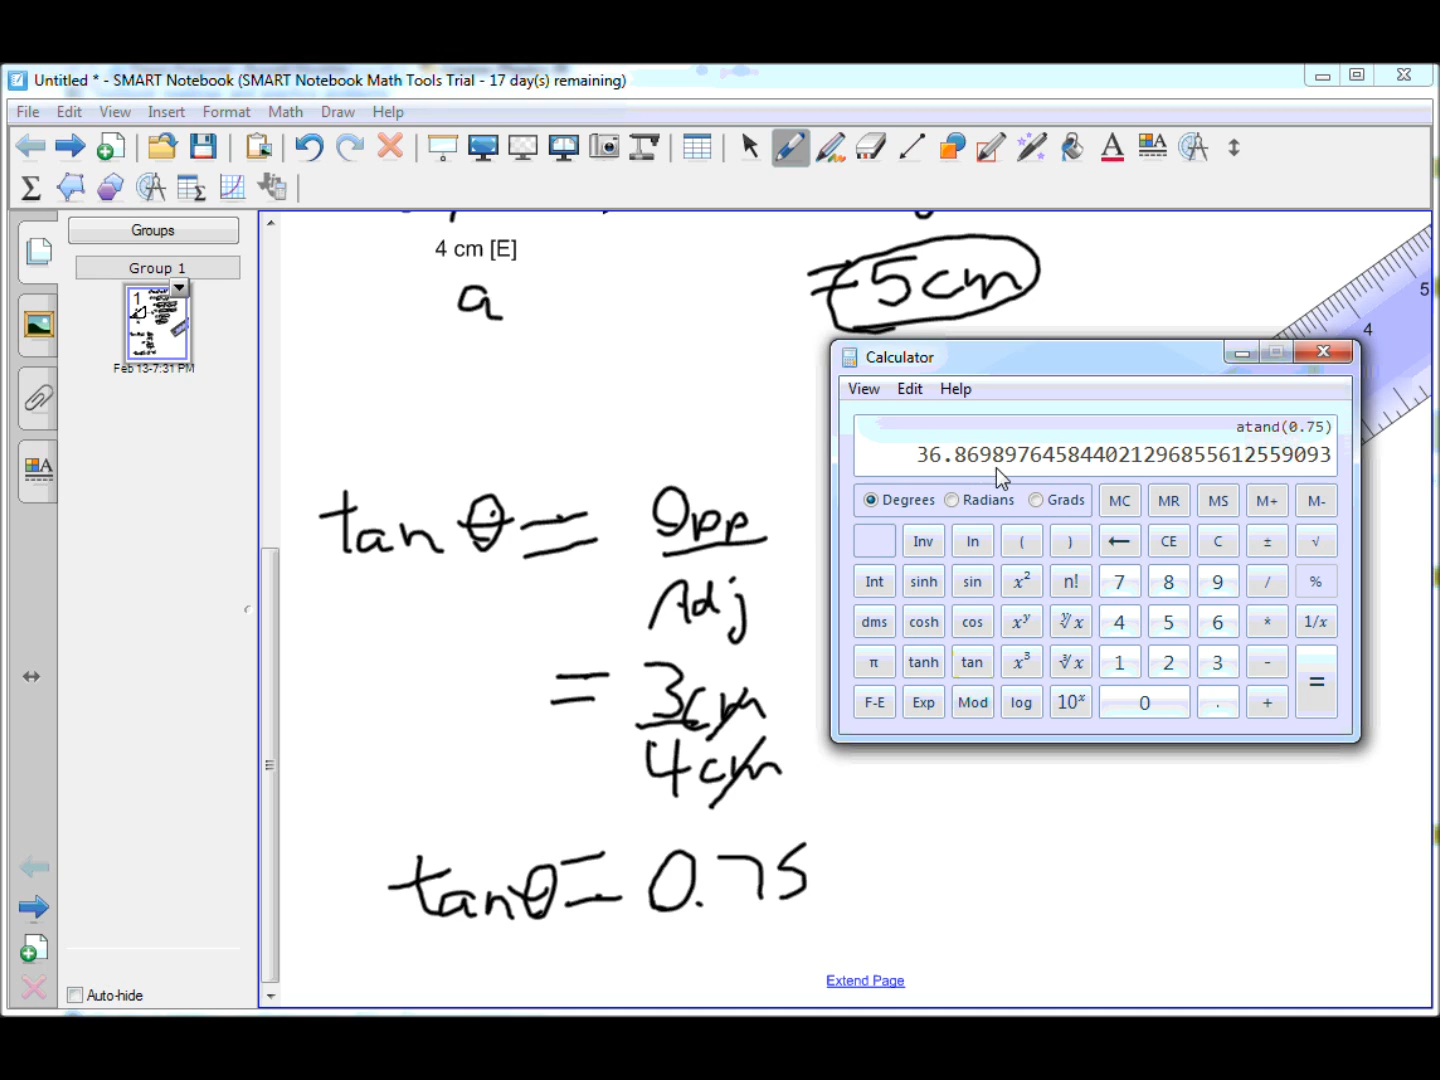 Untitled * - SMART Notebook (SMART Notebook Math Tools Trial - 17 day(s) remaining)
File Edit View Insert Format Math Draw Help
Groups
Group 1
1
Feb 13-7:31 PM
Auto-hide
4 cm [E]
a
= 5cm
5
4
tan θ = Opp
Adj
= 3cm
4cm
tanθ = 0.75
Extend Page
Calculator
View Edit Help
atand(0.75)
36.869897645844021296855612559093
Degrees Radians Grads MC MR MS M+ M-
Inv ln ( ) ← CE C ± √
Int sinh sin x² n! 7 8 9 / %
dms cosh cos xʸ ʸ√x 4 5 6 * 1/x
π tanh tan x³ ³√x 1 2 3 - =
F-E Exp Mod log 10ˣ 0 . +